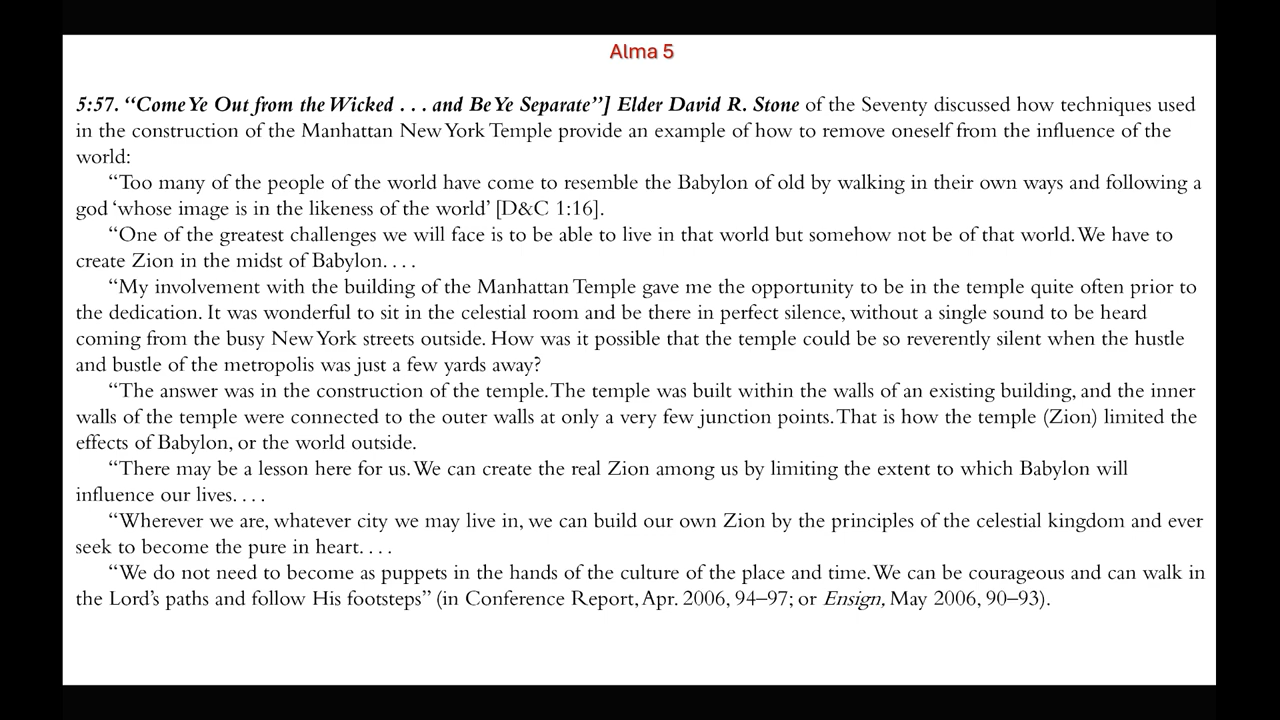 Alma 5
5:57. “Come Ye Out from the Wicked . . . and Be Ye Separate”] Elder David R. Stone of the Seventy discussed how techniques used
in the construction of the Manhattan New York Temple provide an example of how to remove oneself from the influence of the
world:
“Too many of the people of the world have come to resemble the Babylon of old by walking in their own ways and following a
god ‘whose image is in the likeness of the world’ [D&C 1:16].
“One of the greatest challenges we will face is to be able to live in that world but somehow not be of that world. We have to
create Zion in the midst of Babylon. . . .
“My involvement with the building of the Manhattan Temple gave me the opportunity to be in the temple quite often prior to
the dedication. It was wonderful to sit in the celestial room and be there in perfect silence, without a single sound to be heard
coming from the busy New York streets outside. How was it possible that the temple could be so reverently silent when the hustle
and bustle of the metropolis was just a few yards away?
“The answer was in the construction of the temple. The temple was built within the walls of an existing building, and the inner
walls of the temple were connected to the outer walls at only a very few junction points. That is how the temple (Zion) limited the
effects of Babylon, or the world outside.
“There may be a lesson here for us. We can create the real Zion among us by limiting the extent to which Babylon will
influence our lives. . . .
“Wherever we are, whatever city we may live in, we can build our own Zion by the principles of the celestial kingdom and ever
seek to become the pure in heart. . . .
“We do not need to become as puppets in the hands of the culture of the place and time. We can be courageous and can walk in
the Lord’s paths and follow His footsteps” (in Conference Report, Apr. 2006, 94–97; or Ensign, May 2006, 90–93).